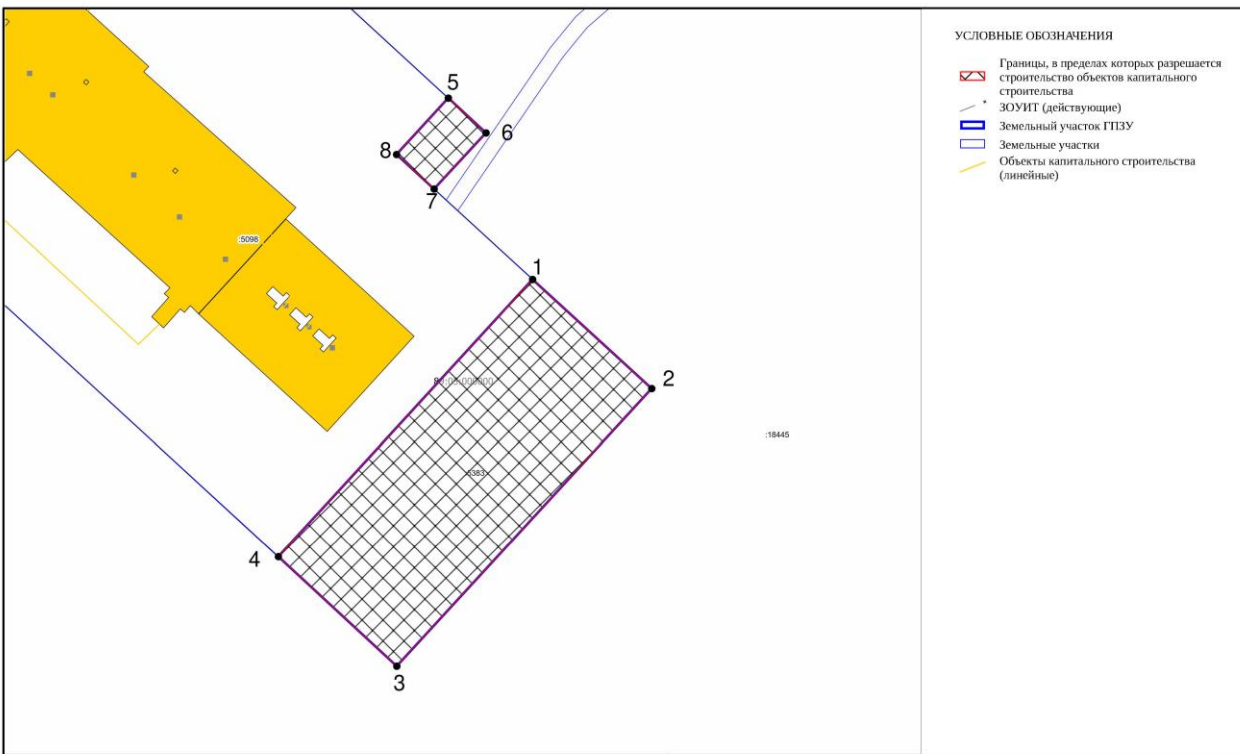 5
6
8
7
:5098
1
2
:18445
:5383
4
3
УСЛОВНЫЕ ОБОЗНАЧЕНИЯ
Границы, в пределах которых разрешается
строительство объектов капитального
строительства
ЗОУИТ (действующие)
Земельный участок ГПЗУ
Земельные участки
Объекты капитального строительства
(линейные)